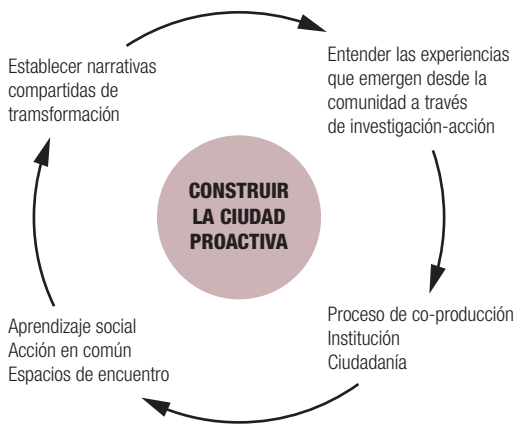 Establecer narrativas
compartidas de
tramsformación
Entender las experiencias
que emergen desde la
comunidad a través
de investigación-acción
CONSTRUIR
LA CIUDAD
PROACTIVA
Aprendizaje social
Acción en común
Espacios de encuentro
Proceso de co-producción
Institución
Ciudadanía